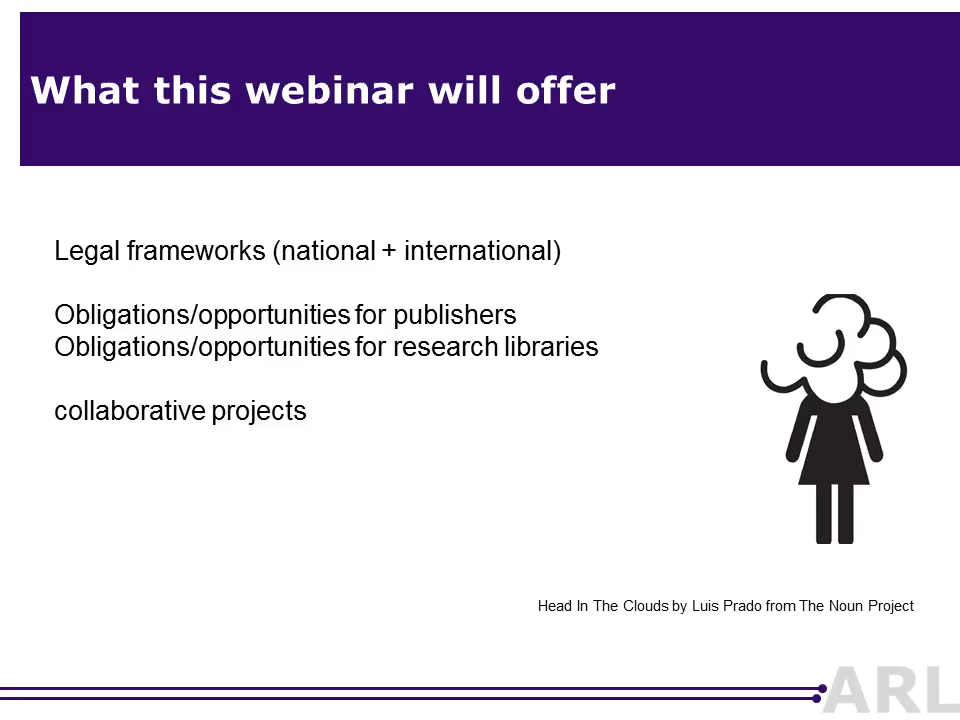 What this webinar will offer
Legal frameworks (national + international)
Obligations/opportunities for publishers
Obligations/opportunities for research libraries
collaborative projects
Head In The Clouds by Luis Prado from The Noun Project
ARL